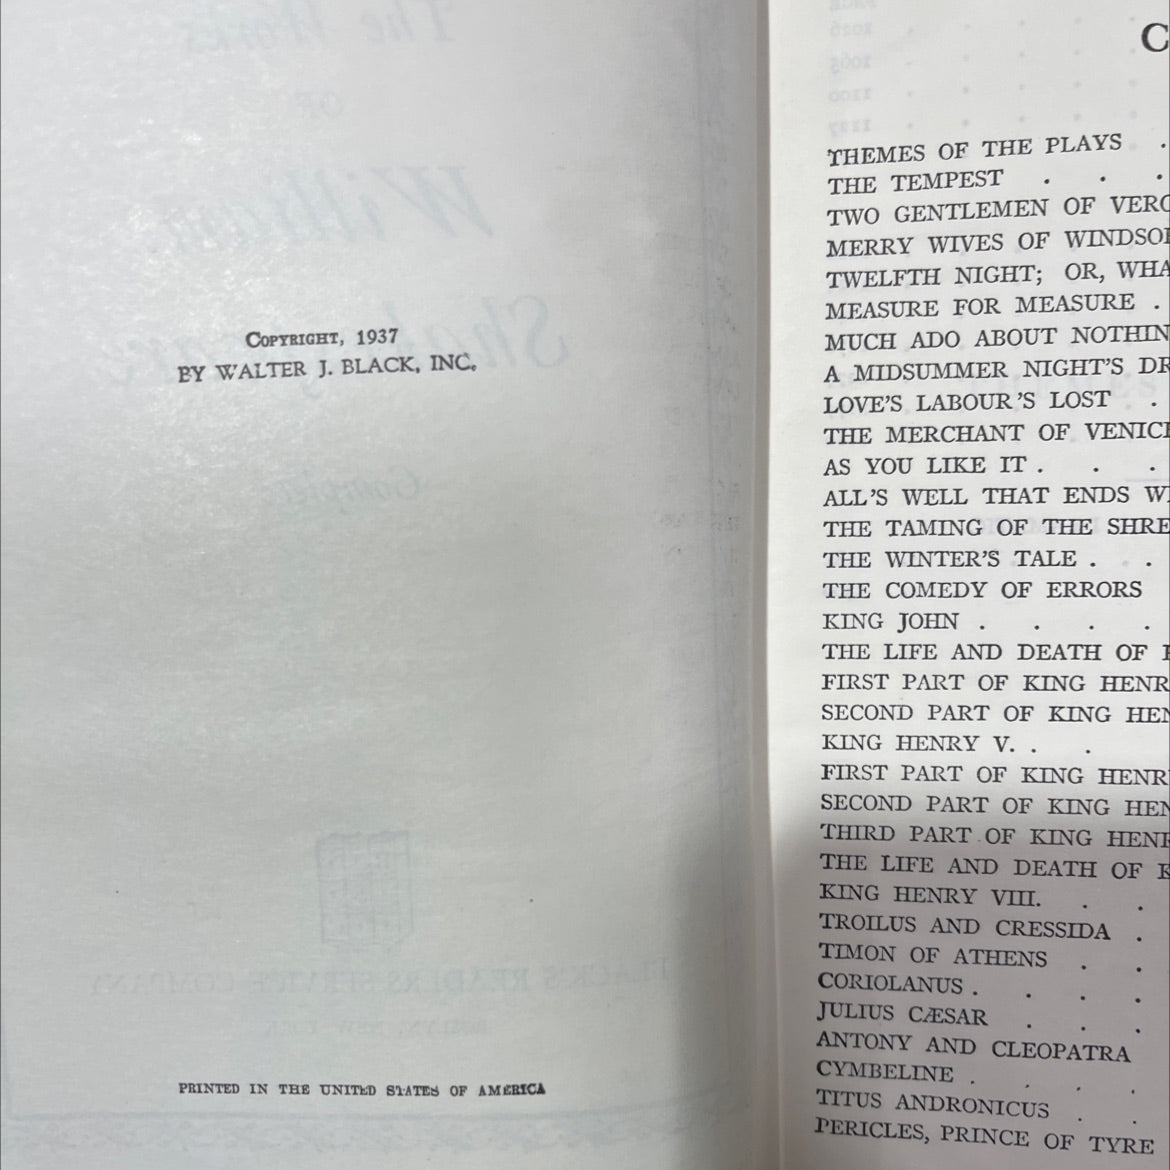 COPYRIGHT, 1937
BY WALTER J. BLACK, INC.
PRINTED IN THE UNITED STATES OF AMERICA
C
THEMES OF THE PLAYS .
THE TEMPEST . . .
TWO GENTLEMEN OF VERO
MERRY WIVES OF WINDSOR
TWELFTH NIGHT; OR, WHA
MEASURE FOR MEASURE .
MUCH ADO ABOUT NOTHIN
A MIDSUMMER NIGHT'S DR
LOVE'S LABOUR'S LOST .
THE MERCHANT OF VENICE
AS YOU LIKE IT . . .
ALL'S WELL THAT ENDS WE
THE TAMING OF THE SHRE
THE WINTER'S TALE . . .
THE COMEDY OF ERRORS
KING JOHN . . . .
THE LIFE AND DEATH OF
FIRST PART OF KING HENR
SECOND PART OF KING HEN
KING HENRY V. . .
FIRST PART OF KING HENR
SECOND PART OF KING HEN
THIRD PART OF KING HENR
THE LIFE AND DEATH OF K
KING HENRY VIII. . .
TROILUS AND CRESSIDA .
TIMON OF ATHENS . .
CORIOLANUS . . . .
JULIUS CÆSAR . . .
ANTONY AND CLEOPATRA
CYMBELINE . . . .
TITUS ANDRONICUS . .
PERICLES, PRINCE OF TYRE